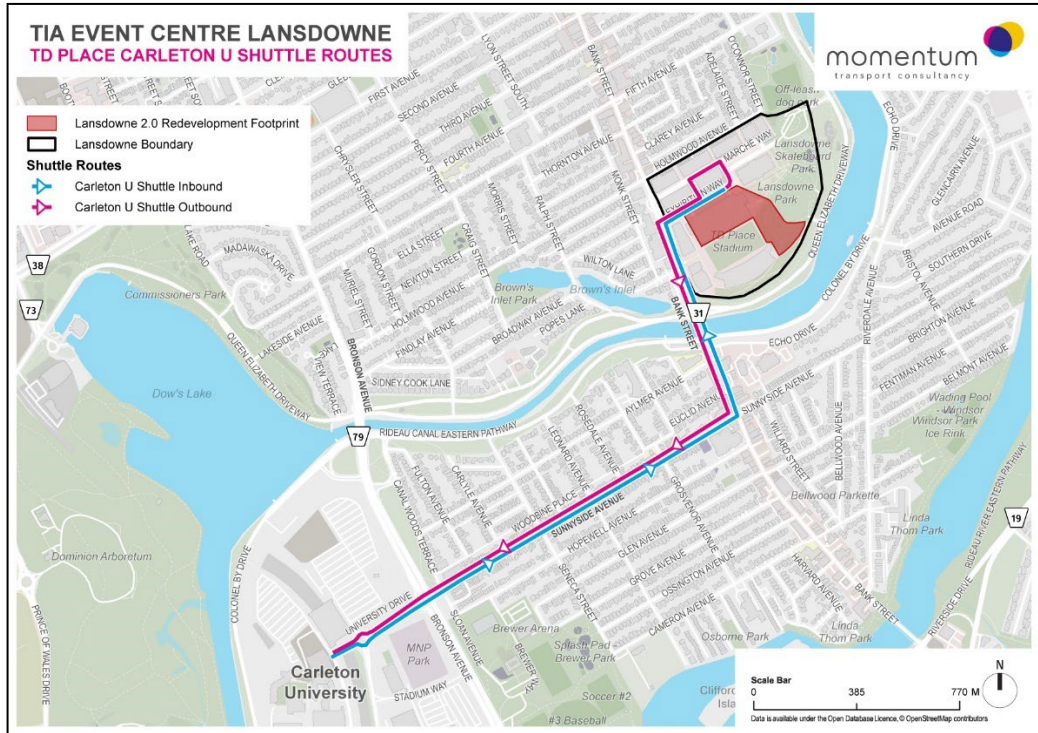 TIA EVENT CENTRE LANSDOWNE
TD PLACE CARLETON U SHUTTLE ROUTES
momentum
transport consultancy
Lansdowne 2.0 Redevelopment Footprint
Lansdowne Boundary
Shuttle Routes
Carleton U Shuttle Inbound
Carleton U Shuttle Outbound
LYON STREET SOUTH
BANK STREET
O'CONNOR STREET
ADELAIDE STREET
FIRST AVENUE
SECOND AVENUE
THIRD AVENUE
FOURTH AVENUE
FIFTH AVENUE
CLAREY AVENUE
HOLMWOOD AVENUE
MARCHE WAY
EXHIBITION WAY
Off-leash
dog park
Lansdowne
Skateboard
Park
Lansdowne
Park
TD Place
Stadium
ECHO DRIVE
QUEEN ELIZABETH DRIVEWAY
COLONEL BY DRIVE
GLENCAIRN AVENUE
AVENUE ROAD
SOUTHERN DRIVE
BRISTOL AVENUE
RIVERDALE AVENUE
BRIGHTON AVENUE
FENTIMAN AVENUE
BELMONT AVENUE
CHRYSLER STREET
PERCY STREET
THORNTON AVENUE
MONK STREET
RALPH STREET
MORRIS STREET
CRAIG STREET
ELLA STREET
NEWTON STREET
HOLMWOOD AVENUE
FINDLAY AVENUE
GORDON STREET
MURIEL STREET
MADAWASKA DRIVE
LAKE ROAD
LAKESIDE AVENUE
VIEW TERRACE
BRONSON AVENUE
SIDNEY COOK LANE
BROADWAY AVENUE
POPES LANE
WILTON LANE
Brown's
Inlet Park
Brown's Inlet
38
73
Commissioners Park
QUEEN ELIZABETH DRIVEWAY
Dow's Lake
79
RIDEAU CANAL EASTERN PATHWAY
31
BANK STREET
ECHO DRIVE
SUNNYSIDE AVENUE
AYLMER AVENUE
EUCLID AVENUE
ROSEDALE AVENUE
LEONARD AVENUE
CARLYLE AVENUE
FULTON AVENUE
CANAL WOODS TERRACE
WOODBINE PLACE
SUNNYSIDE AVENUE
HOPEWELL AVENUE
GLEN AVENUE
GROVE AVENUE
OSSINGTON AVENUE
CAMERON AVENUE
GROSVENOR AVENUE
SENECA STREET
WILLARD STREET
BELLWOOD AVENUE
Bellwood Parkette
Wading Pool -
Windsor
Windsor Park
Ice Rink
Linda
Thom Park
RIDEAU RIVER EASTERN PATHWAY
19
RIVERSIDE DRIVE
HARVARD AVENUE
BANK STREET
Linda
Thom Park
Osborne Park
Dominion Arboretum
PRINCE OF WALES DRIVE
COLONEL BY DRIVE
UNIVERSITY DRIVE
Carleton
University
MNP
Park
STADIUM WAY
BRONSON AVENUE
SLOAN AVENUE
Brewer Arena
BREWER WAY
Splash Pad -
Brewer Park
Soccer #2
#3 Baseball
Scale Bar
0 385 770 M
N
Data is available under the Open Database Licence, © OpenStreetMap contributors